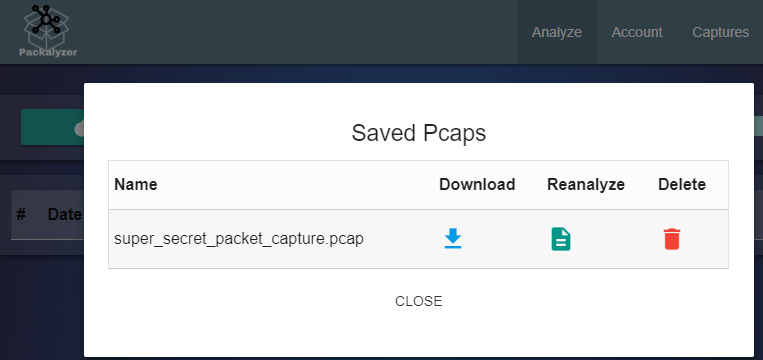 Packalyzer
Analyze Account Captures
Saved Pcaps
Name Download Reanalyze Delete
# Date
super_secret_packet_capture.pcap
CLOSE